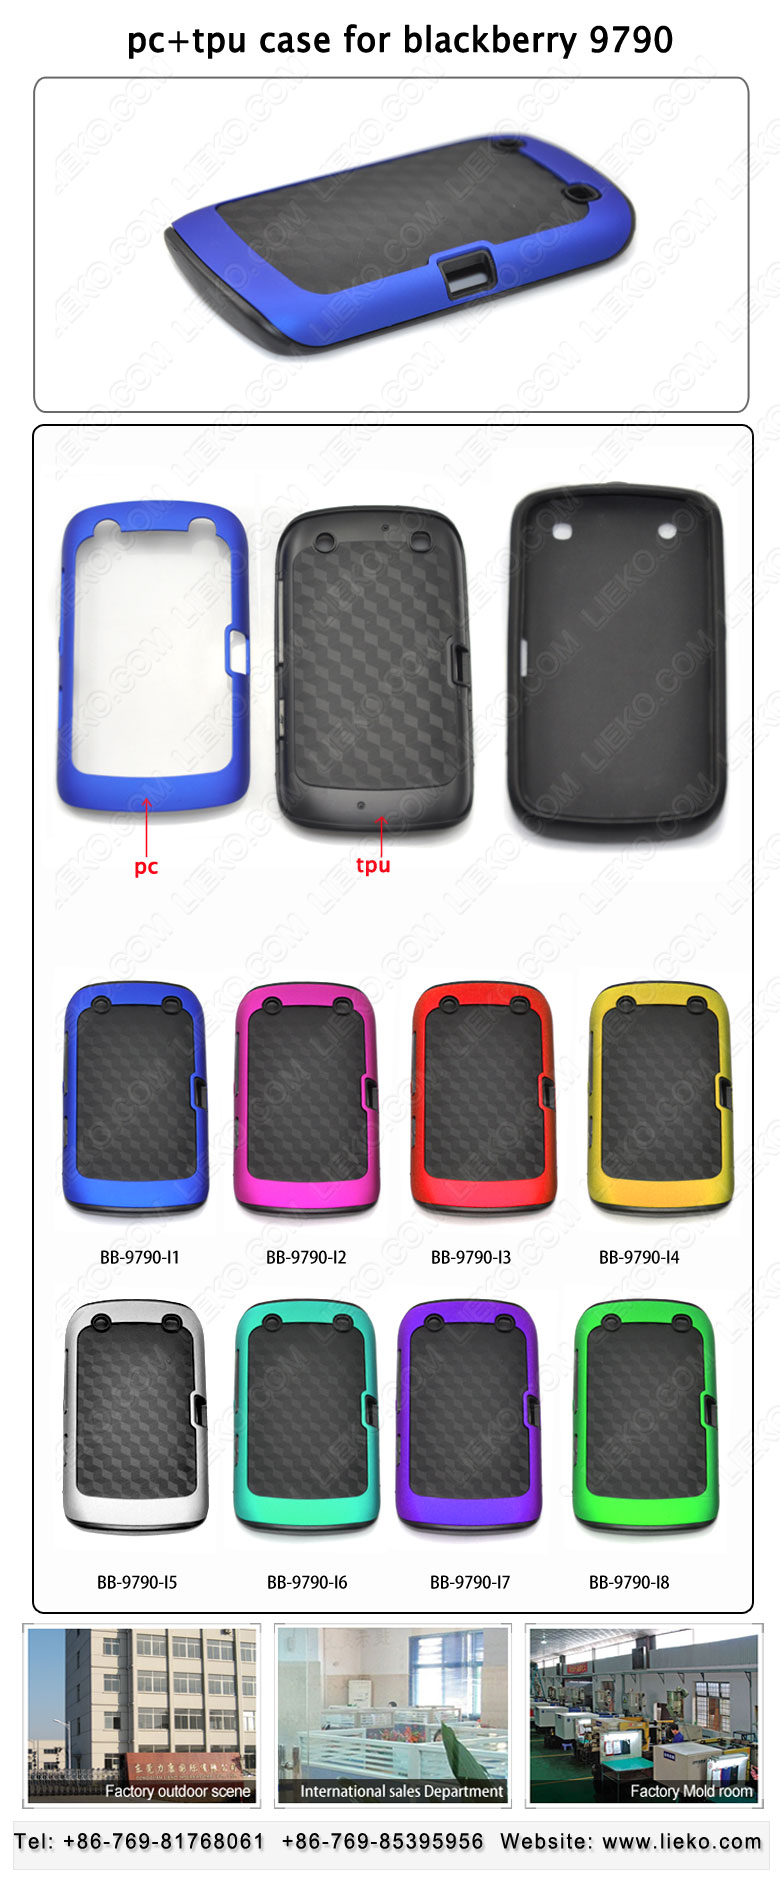 pc+tpu case for blackberry 9790
LIEKO.COM
pc
tpu
BB-9790-I1 BB-9790-I2 BB-9790-I3 BB-9790-I4
BB-9790-I5 BB-9790-I6 BB-9790-I7 BB-9790-I8
Factory outdoor scene
International sales Department
Factory Mold room
Tel: +86-769-81768061 +86-769-85395956 Website: www.lieko.com